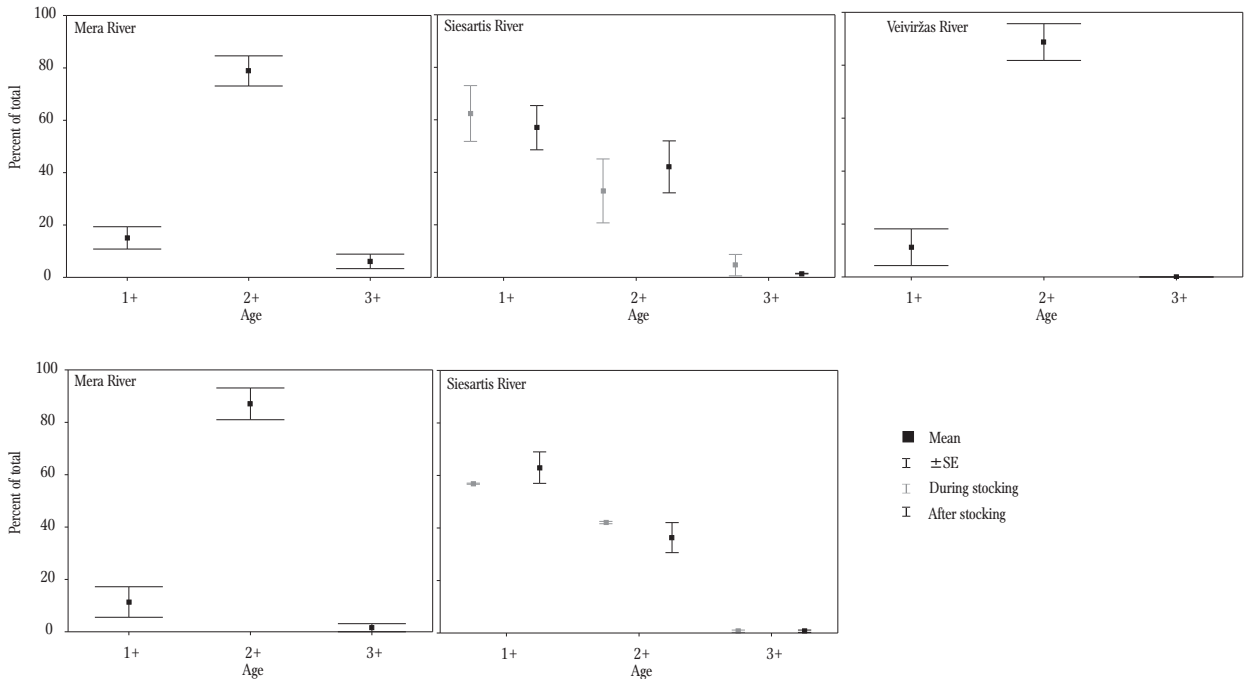 Mera River
Siesartis River
Veiviržas River
Percent of total
100
80
60
40
20
0
1+ 2+ 3+
Age
1+ 2+ 3+
Age
1+ 2+ 3+
Age
Mera River
Siesartis River
Percent of total
100
80
60
40
20
0
1+ 2+ 3+
Age
1+ 2+ 3+
Age
Mean
±SE
During stocking
After stocking